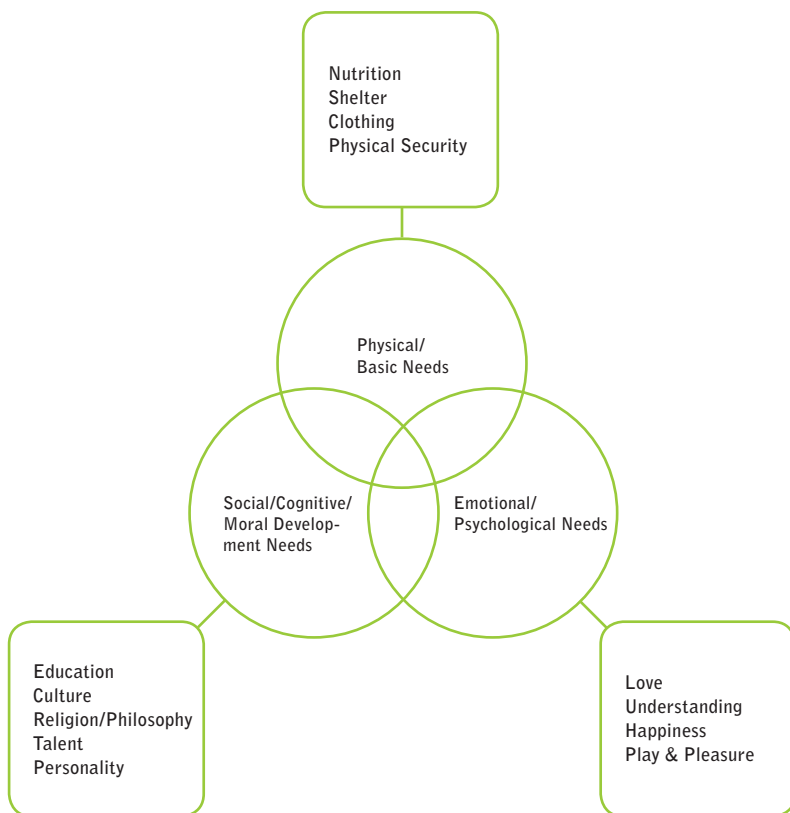 Nutrition
Shelter
Clothing
Physical Security
Physical/
Basic Needs
Social/Cognitive/
Moral Develop-
ment Needs
Emotional/
Psychological Needs
Education
Culture
Religion/Philosophy
Talent
Personality
Love
Understanding
Happiness
Play & Pleasure